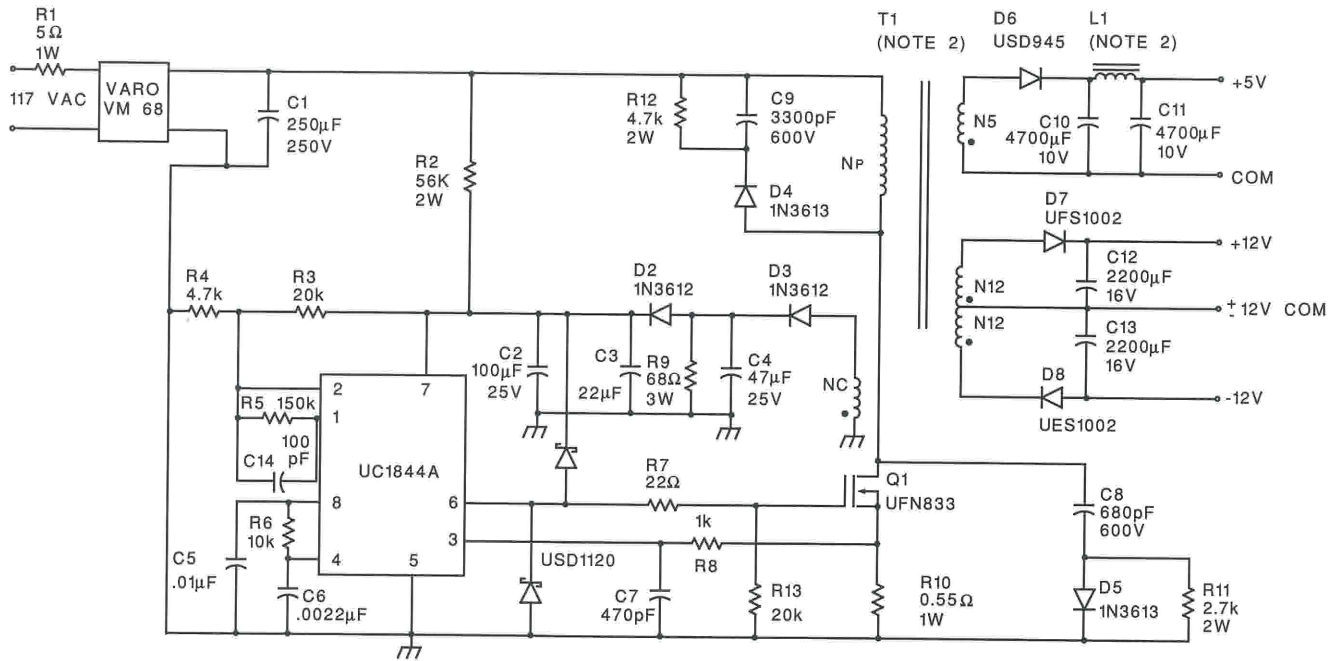 R1
5Ω
1W
117 VAC
VARO
VM 68
C1
250µF
250V
R2
56K
2W
R12
4.7k
2W
C9
3300pF
600V
D4
1N3613
NP
T1
(NOTE 2)
D6
USD945
L1
(NOTE 2)
+5V
N5
C10
4700µF
10V
C11
4700µF
10V
COM
D7
UFS1002
+12V
N12
N12
C12
2200µF
16V
± 12V COM
C13
2200µF
16V
D8
UES1002
-12V
R4
4.7k
R3
20k
D2
1N3612
D3
1N3612
C2
100µF
25V
C3
22µF
R9
68Ω
3W
C4
47µF
25V
NC
2
7
R5 150k
1
100
pF
C14
UC1844A
8
6
R6
10k
3
4
5
C5
.01µF
C6
.0022µF
USD1120
R7
22Ω
1k
R8
C7
470pF
R13
20k
Q1
UFN833
R10
0.55Ω
1W
C8
680pF
600V
D5
1N3613
R11
2.7k
2W